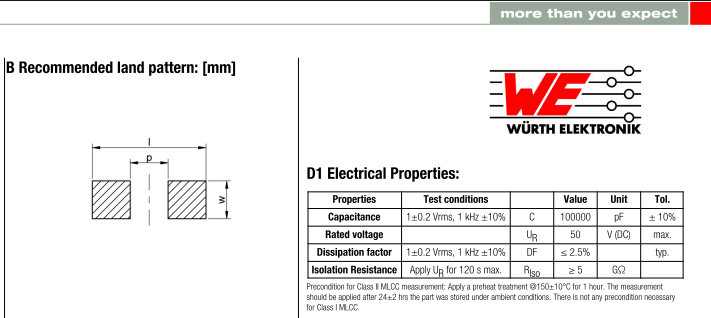 more than you expect
B Recommended land pattern: [mm]
l
p
w
WE
WÜRTH ELEKTRONIK
D1 Electrical Properties:
Properties Test conditions Value Unit Tol.
Capacitance 1±0.2 Vrms, 1 kHz ±10% C 100000 pF ± 10%
Rated voltage UR 50 V (DC) max.
Dissipation factor 1±0.2 Vrms, 1 kHz ±10% DF ≤ 2.5% typ.
Isolation Resistance Apply UR for 120 s max. RIso ≥ 5 GΩ
Precondition for Class II MLCC measurement: Apply a preheat treatment @150±10°C for 1 hour. The measurement
should be applied after 24±2 hrs the part was stored under ambient conditions. There is not any precondition necessary
for Class I MLCC.